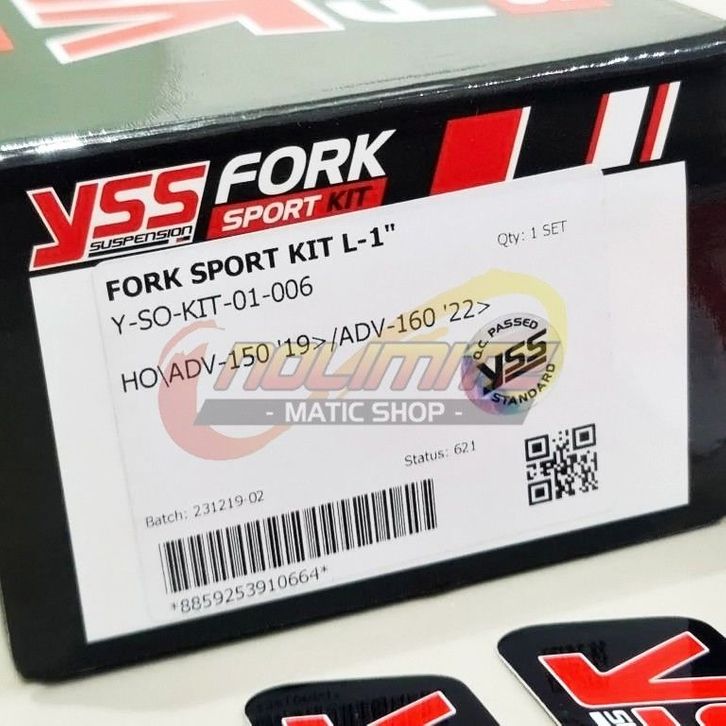 YSS FORK
SUSPENSION SPORT KIT
FORK SPORT KIT L-1"
Qty: 1 SET
Y-SO-KIT-01-006
HO\ADV-150 '19>/ADV-160 '22>
Q.C. PASSED
YSS
STANDARD
NOLIMITZ
- MATIC SHOP -
Status: 621
Batch: 231219-02
*8859253910664*